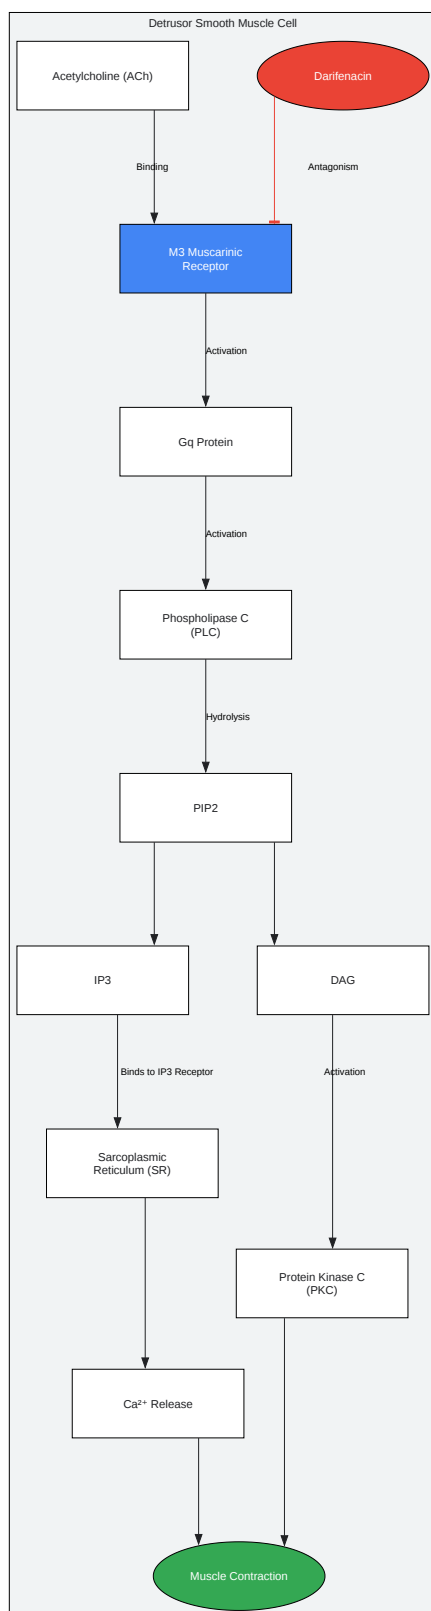 Detrusor Smooth Muscle Cell
Acetylcholine (ACh)
Darifenacin
Binding
Antagonism
M3 Muscarinic
Receptor
Activation
Gq Protein
Activation
Phospholipase C
(PLC)
Hydrolysis
PIP2
IP3
DAG
Binds to IP3 Receptor
Activation
Sarcoplasmic
Reticulum (SR)
Protein Kinase C
(PKC)
Ca²⁺ Release
Muscle Contraction